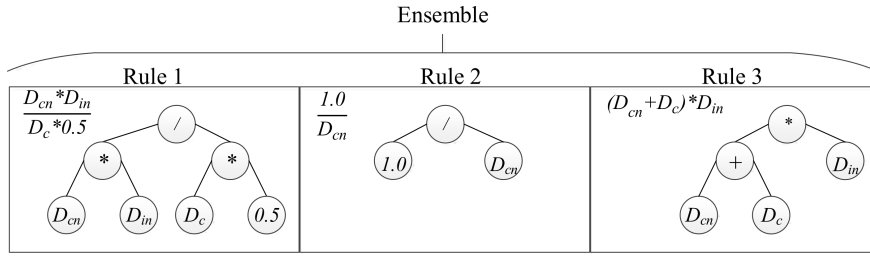 Ensemble
Rule 1 Rule 2 Rule 3
D_cn*D_in
D_c*0.5
/
* *
D_cn D_in D_c 0.5
1.0
D_cn
/
1.0 D_cn
(D_cn+D_c)*D_in
*
+ D_in
D_cn D_c